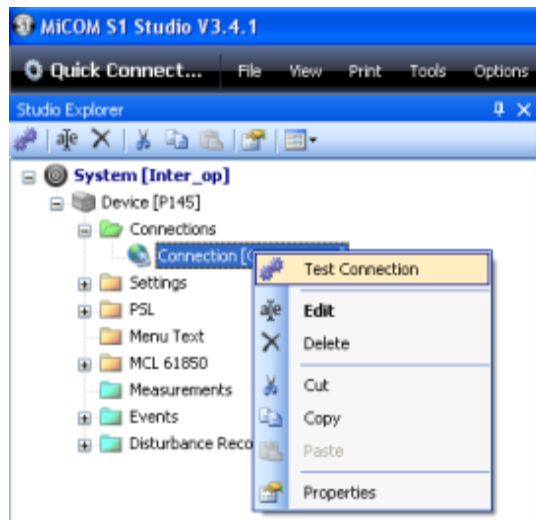 MiCOM S1 Studio V3.4.1
Quick Connect... File View Print Tools Options
Studio Explorer
System [Inter_op]
Device [P145]
Connections
Connection [
Test Connection
Settings
PSL
Edit
Menu Text
Delete
MCL 61850
Measurements
Cut
Events
Copy
Disturbance Reco
Paste
Properties